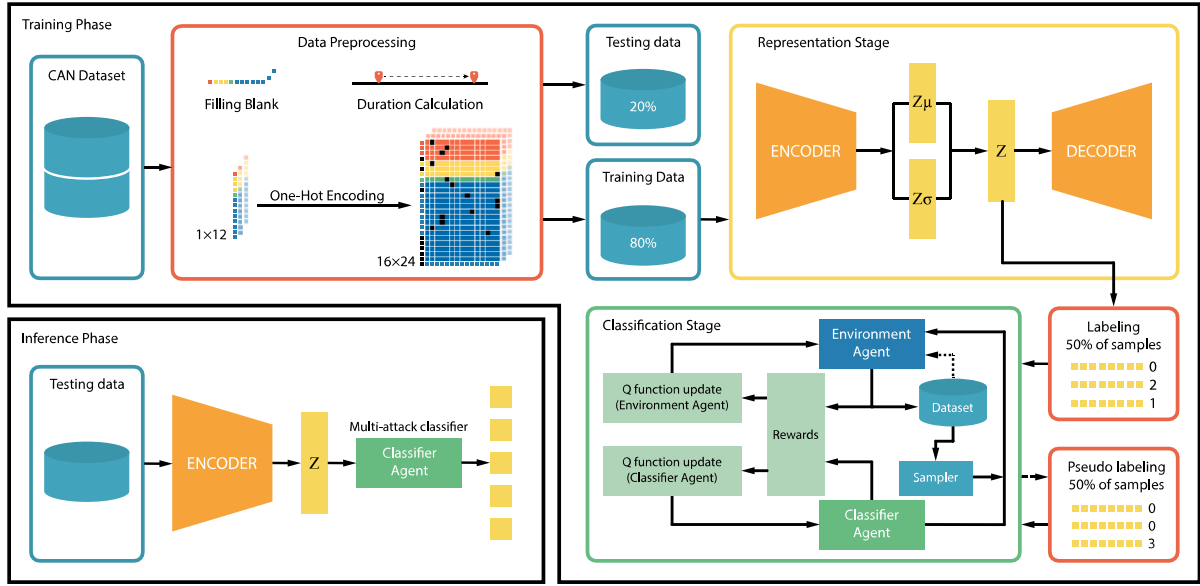 Training Phase
CAN Dataset
Data Preprocessing
Filling Blank
Duration Calculation
One-Hot Encoding
1×12
16×24
Testing data
20%
Training Data
80%
Representation Stage
ENCODER
Zμ
Zσ
Z
DECODER
Labeling
50% of samples
0
2
1
Pseudo labeling
50% of samples
0
0
3
Classification Stage
Environment
Agent
Q function update
(Environment Agent)
Rewards
Dataset
Q function update
(Classifier Agent)
Sampler
Classifier
Agent
Inference Phase
Testing data
ENCODER
Z
Multi-attack classifier
Classifier
Agent